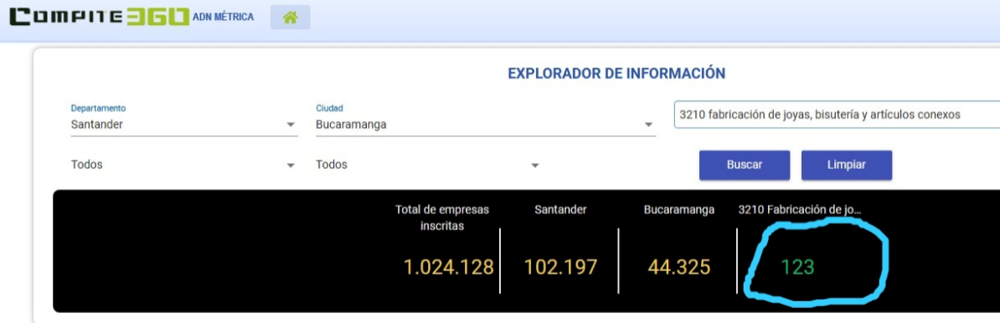 COMPITE360 ADN MÉTRICA
EXPLORADOR DE INFORMACIÓN
Departamento
Santander
Ciudad
Bucaramanga
3210 fabricación de joyas, bisutería y artículos conexos
Todos
Todos
Buscar
Limpiar
Total de empresas
inscritas
Santander
Bucaramanga
3210 Fabricación de jo...
1.024.128
102.197
44.325
123